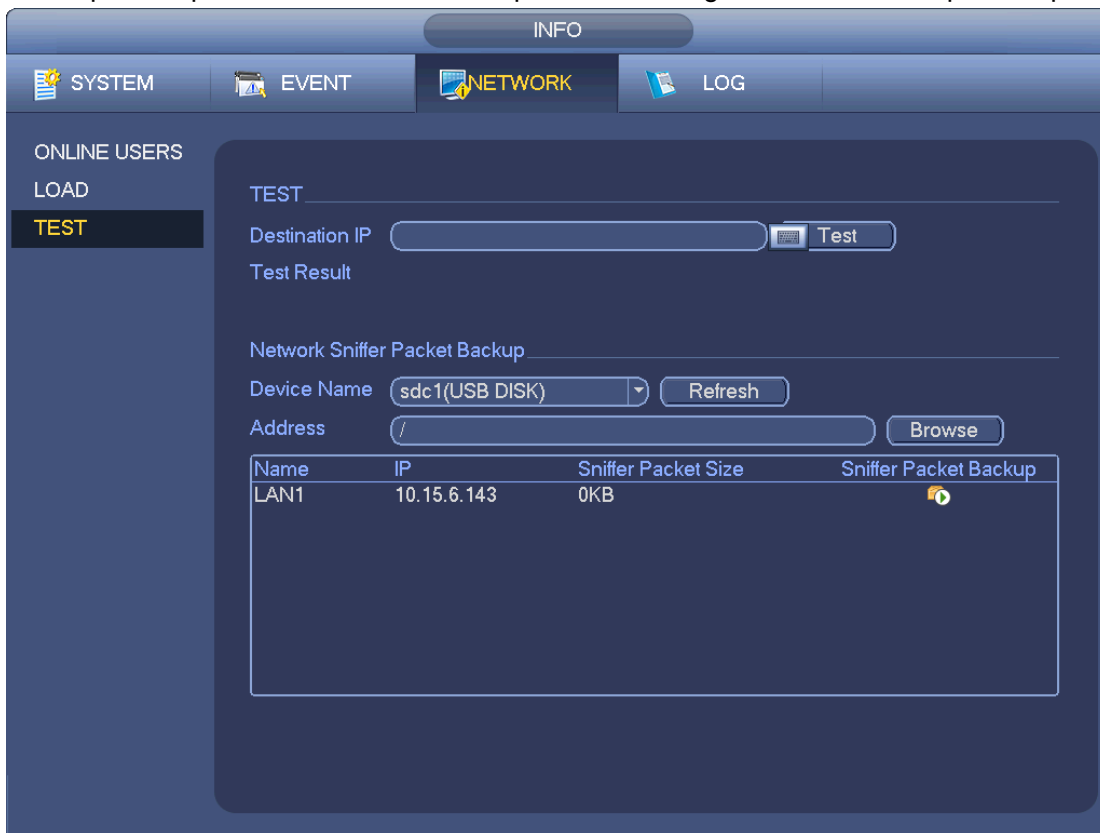 INFO
SYSTEM EVENT NETWORK LOG
ONLINE USERS
LOAD
TEST
TEST
Destination IP Test
Test Result
Network Sniffer Packet Backup
Device Name sdc1(USB DISK) Refresh
Address / Browse
Name IP Sniffer Packet Size Sniffer Packet Backup
LAN1 10.15.6.143 0KB